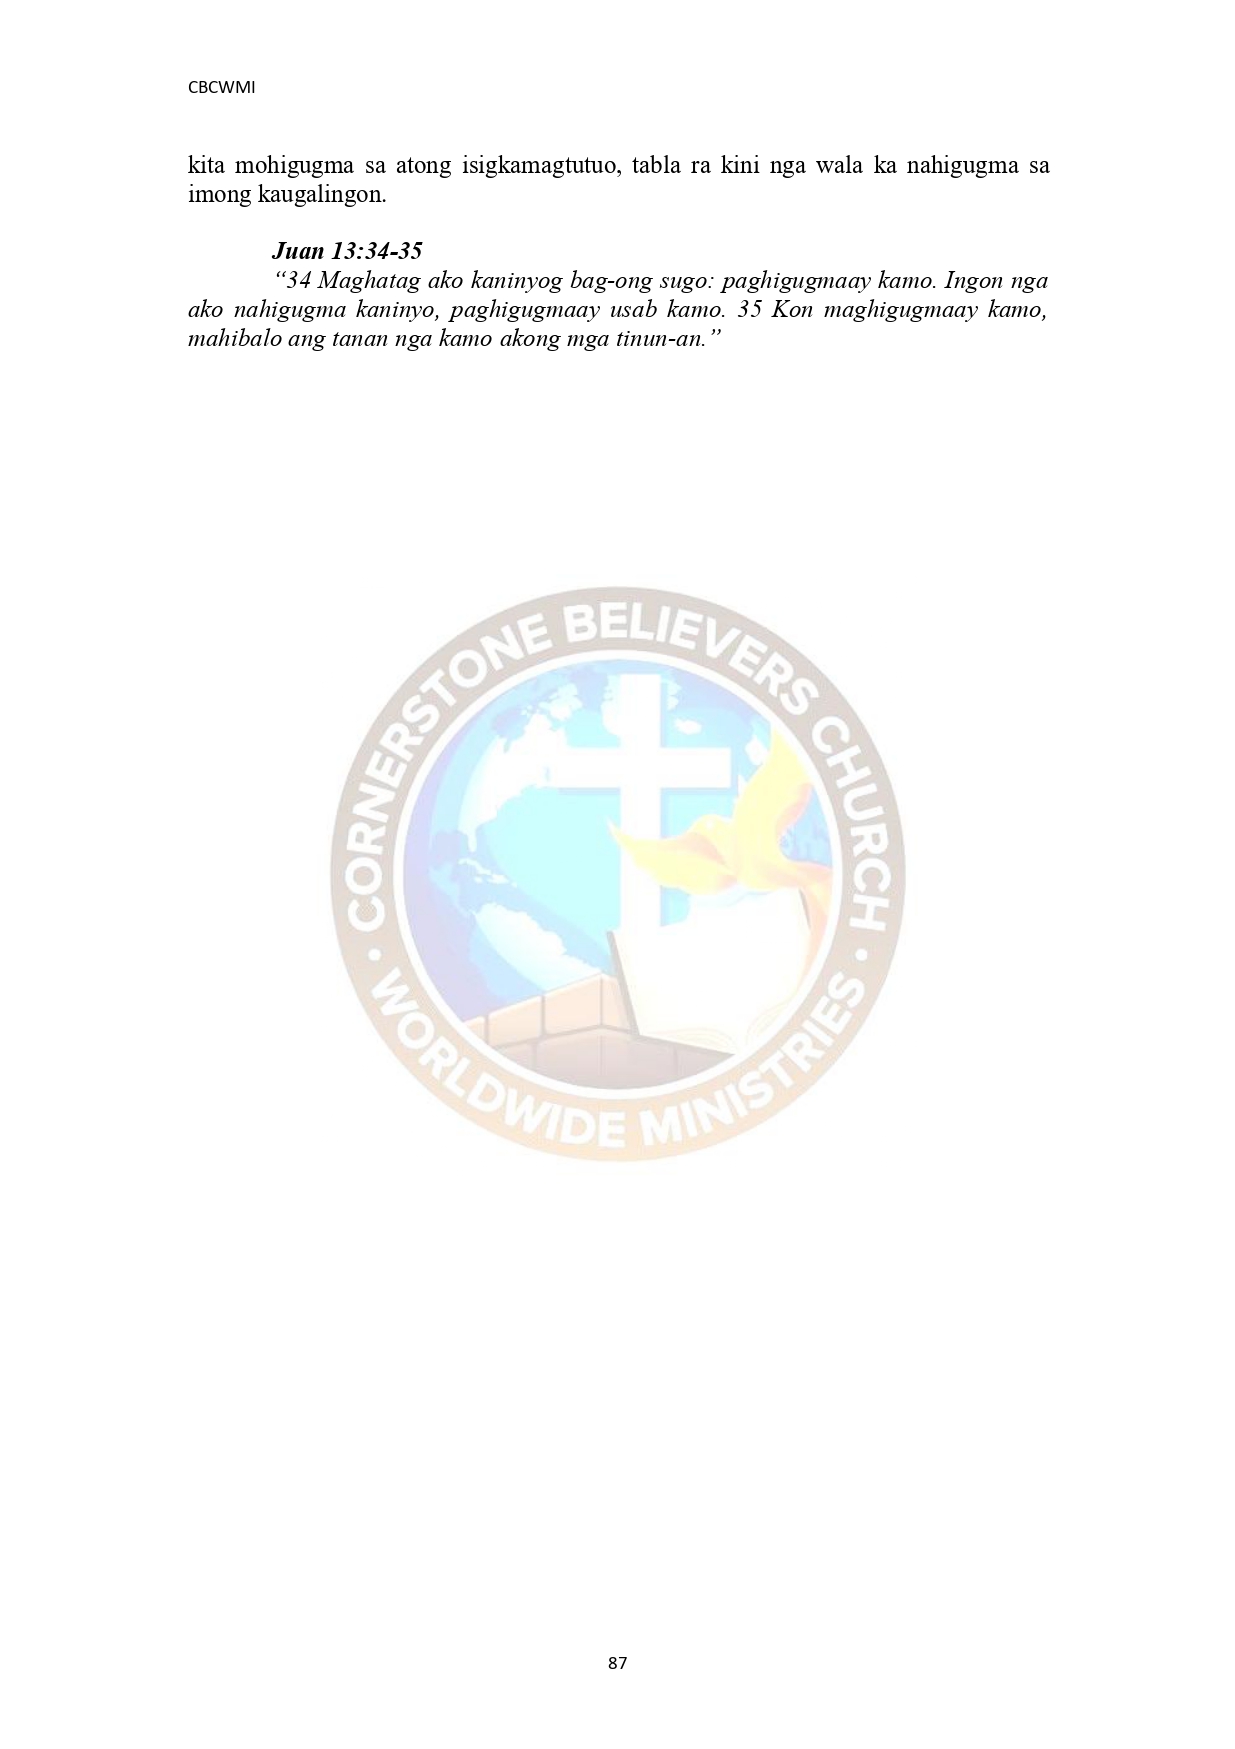 CBCWMI
kita mohigugma sa atong isigkamagtutuo, tabla ra kini nga wala ka nahigugma sa
imong kaugalingon.
Juan 13:34-35
“34 Maghatag ako kaninyog bag-ong sugo: paghigugmaay kamo. Ingon nga
ako nahigugma kaninyo, paghigugmaay usab kamo. 35 Kon maghigugmaay kamo,
mahibalo ang tanan nga kamo akong mga tinun-an.”
CORNERSTONE BELIEVERS CHURCH
• WORLDWIDE MINISTRIES •
87